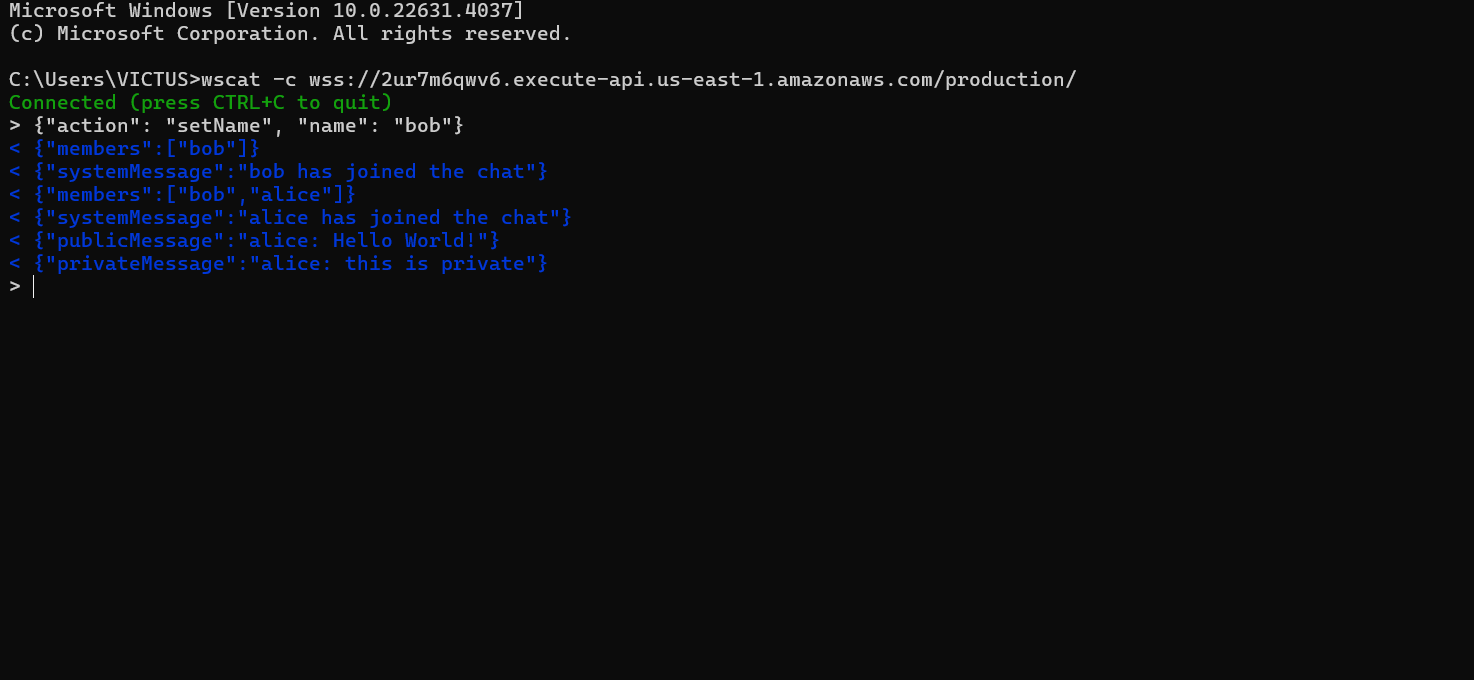 Microsoft Windows [Version 10.0.22631.4037]
(c) Microsoft Corporation. All rights reserved.
C:\Users\VICTUS>wscat -c wss://2ur7m6qwv6.execute-api.us-east-1.amazonaws.com/production/
Connected (press CTRL+C to quit)
> {"action": "setName", "name": "bob"}
< {"members":["bob"]}
< {"systemMessage":"bob has joined the chat"}
< {"members":["bob","alice"]}
< {"systemMessage":"alice has joined the chat"}
< {"publicMessage":"alice: Hello World!"}
< {"privateMessage":"alice: this is private"}
>